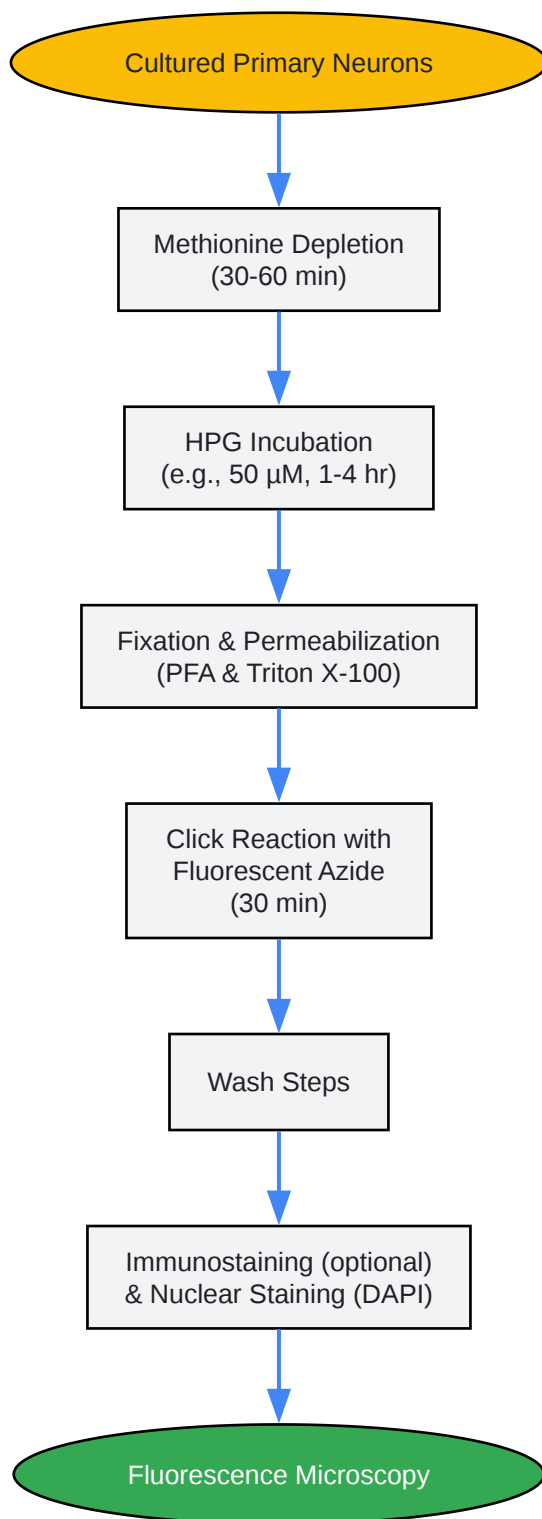 Cultured Primary Neurons
Methionine Depletion
(30-60 min)
HPG Incubation
(e.g., 50 µM, 1-4 hr)
Fixation & Permeabilization
(PFA & Triton X-100)
Click Reaction with
Fluorescent Azide
(30 min)
Wash Steps
Immunostaining (optional)
& Nuclear Staining (DAPI)
Fluorescence Microscopy